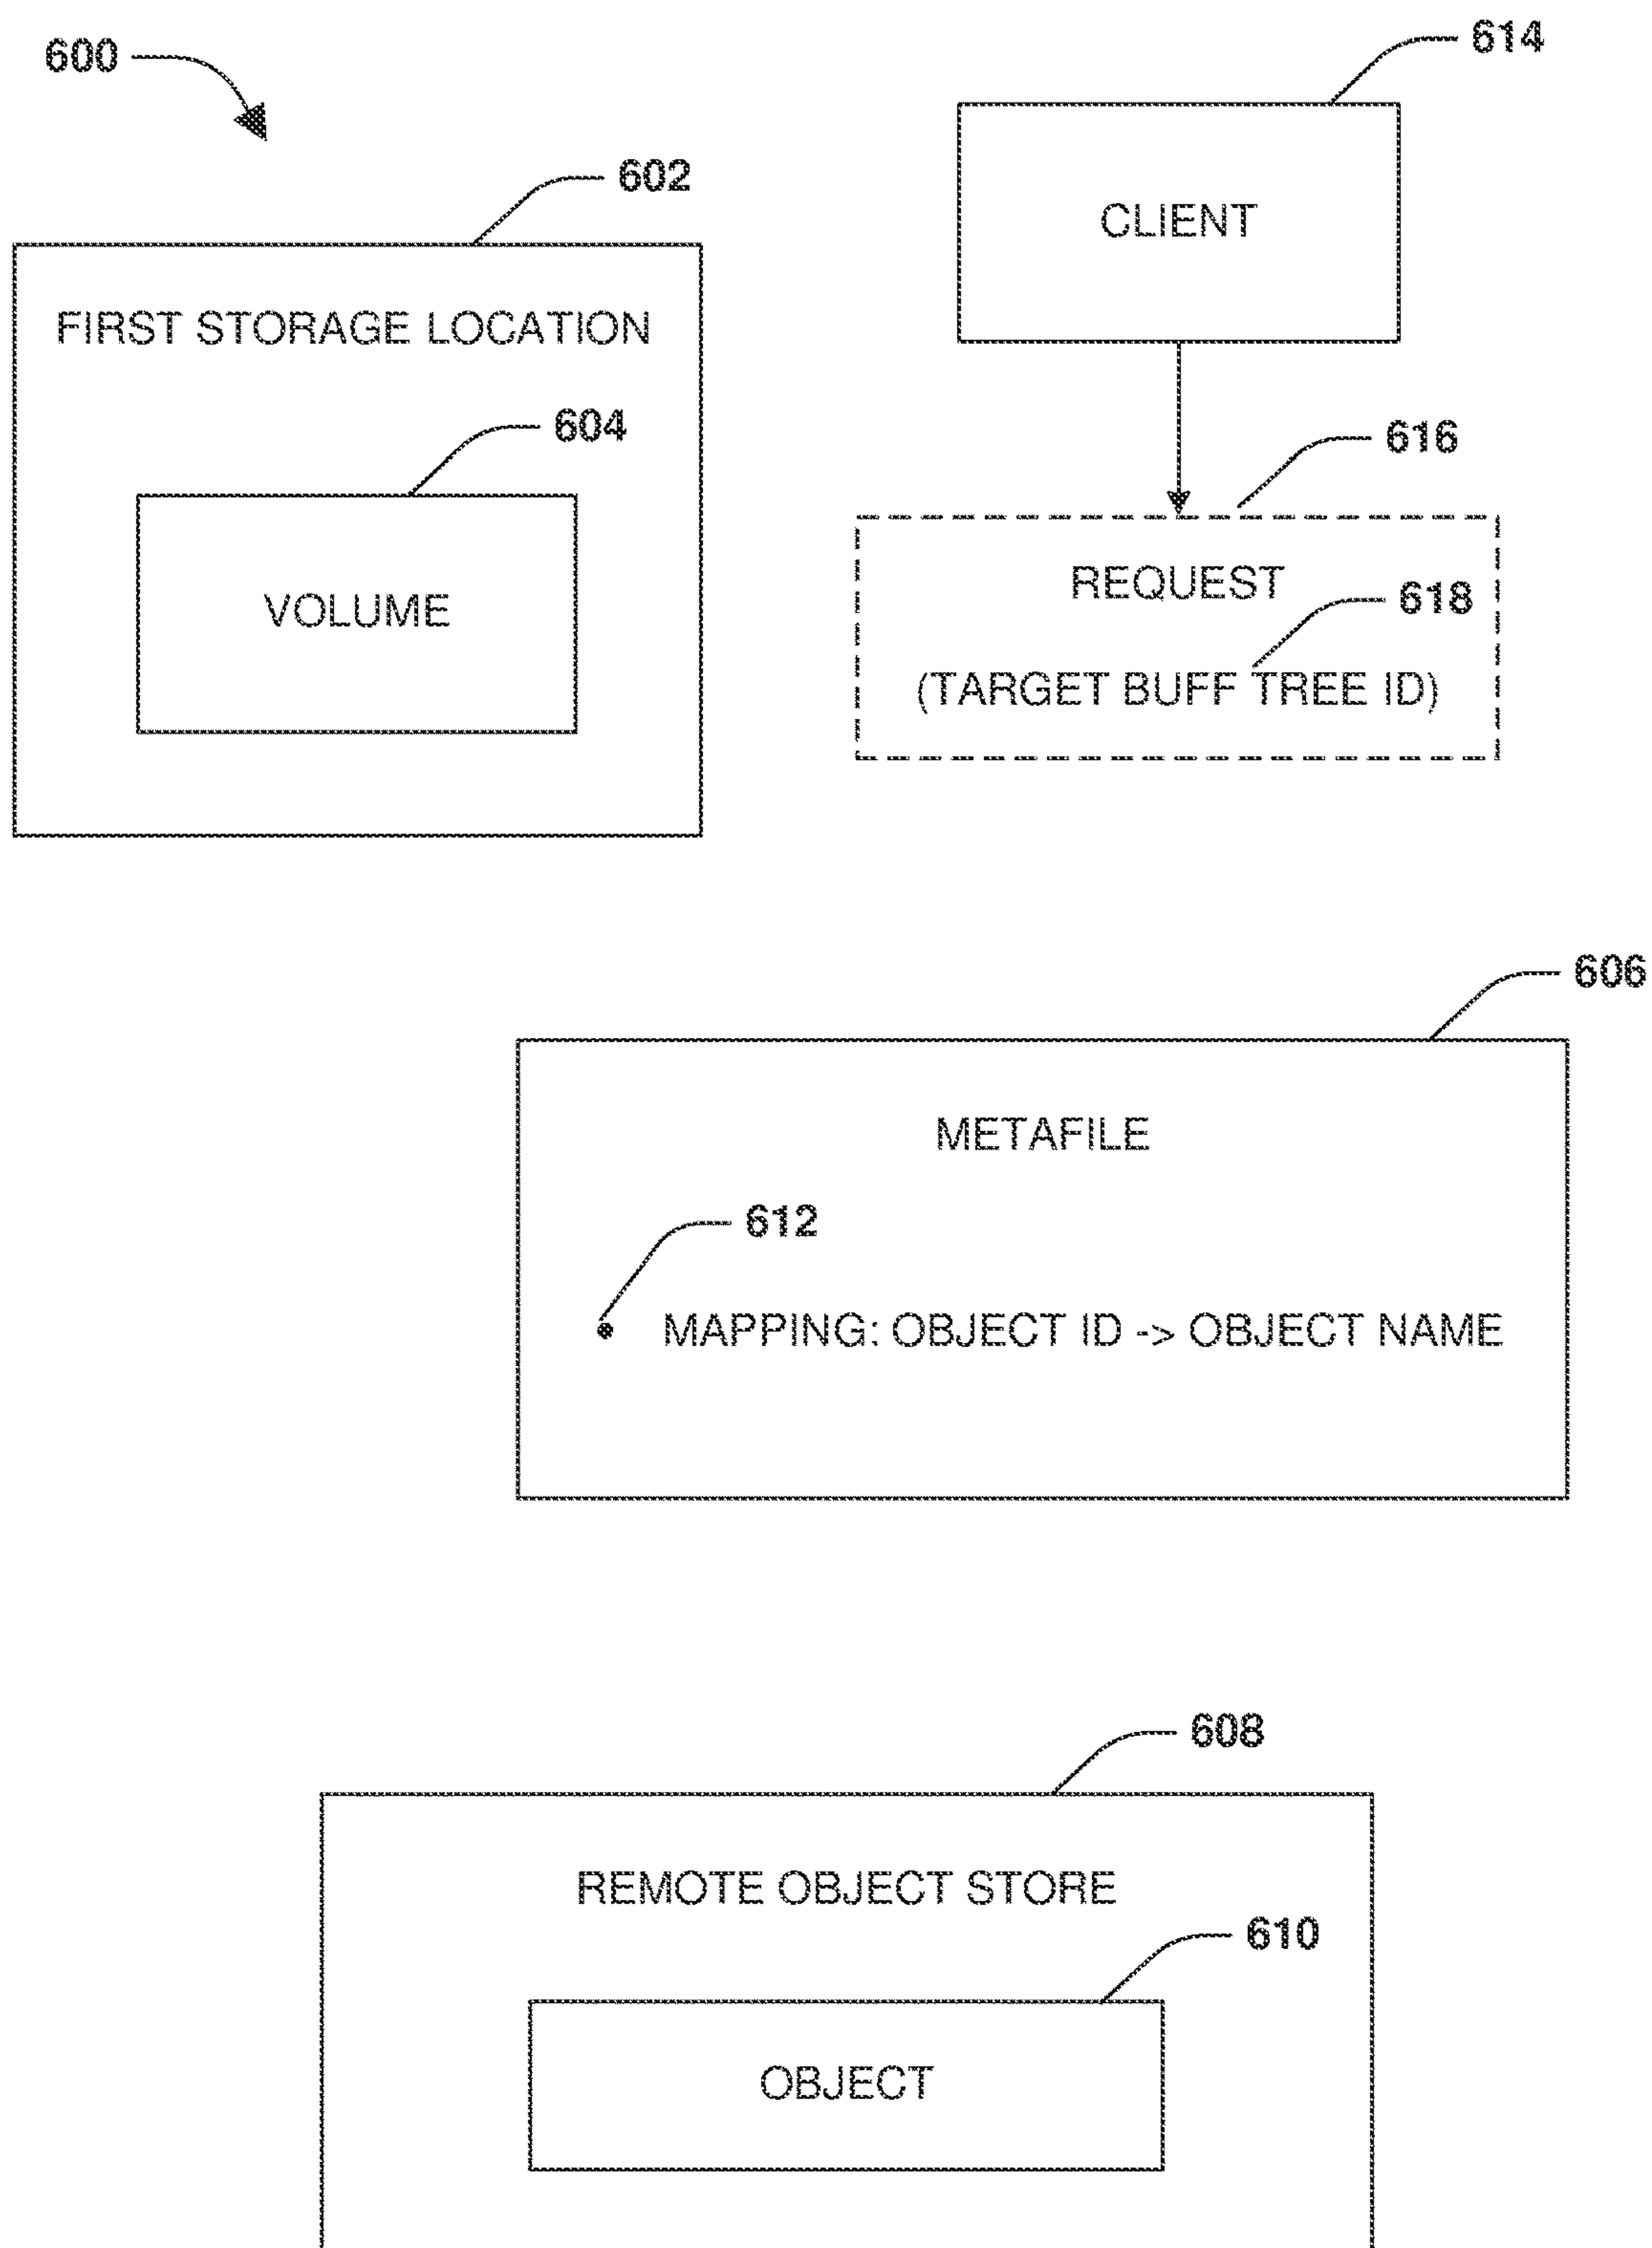 600
614
602
CLIENT
FIRST STORAGE LOCATION
604
616
VOLUME
REQUEST
618
(TARGET BUFF TREE ID)
606
METAFILE
612
• MAPPING: OBJECT ID -> OBJECT NAME
608
REMOTE OBJECT STORE
610
OBJECT